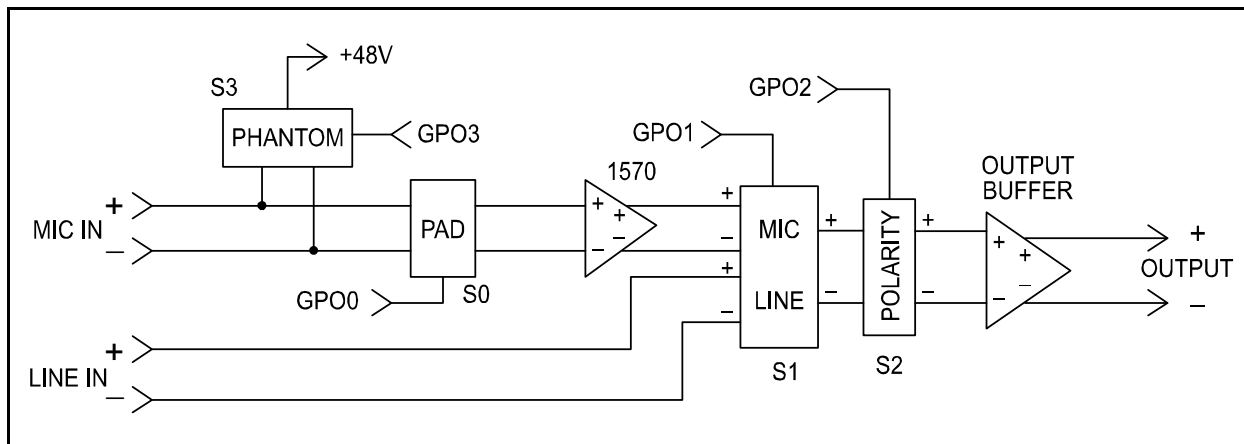 +48V
S3
PHANTOM
GPO3
GPO2
GPO1
1570
OUTPUT
BUFFER
+
MIC IN
–
PAD
GPO0
S0
+
–
+
–
+
–
MIC
+
–
LINE
+
–
S1
POLARITY
+
–
S2
+
–
+
–
+
OUTPUT
–
+
LINE IN
–